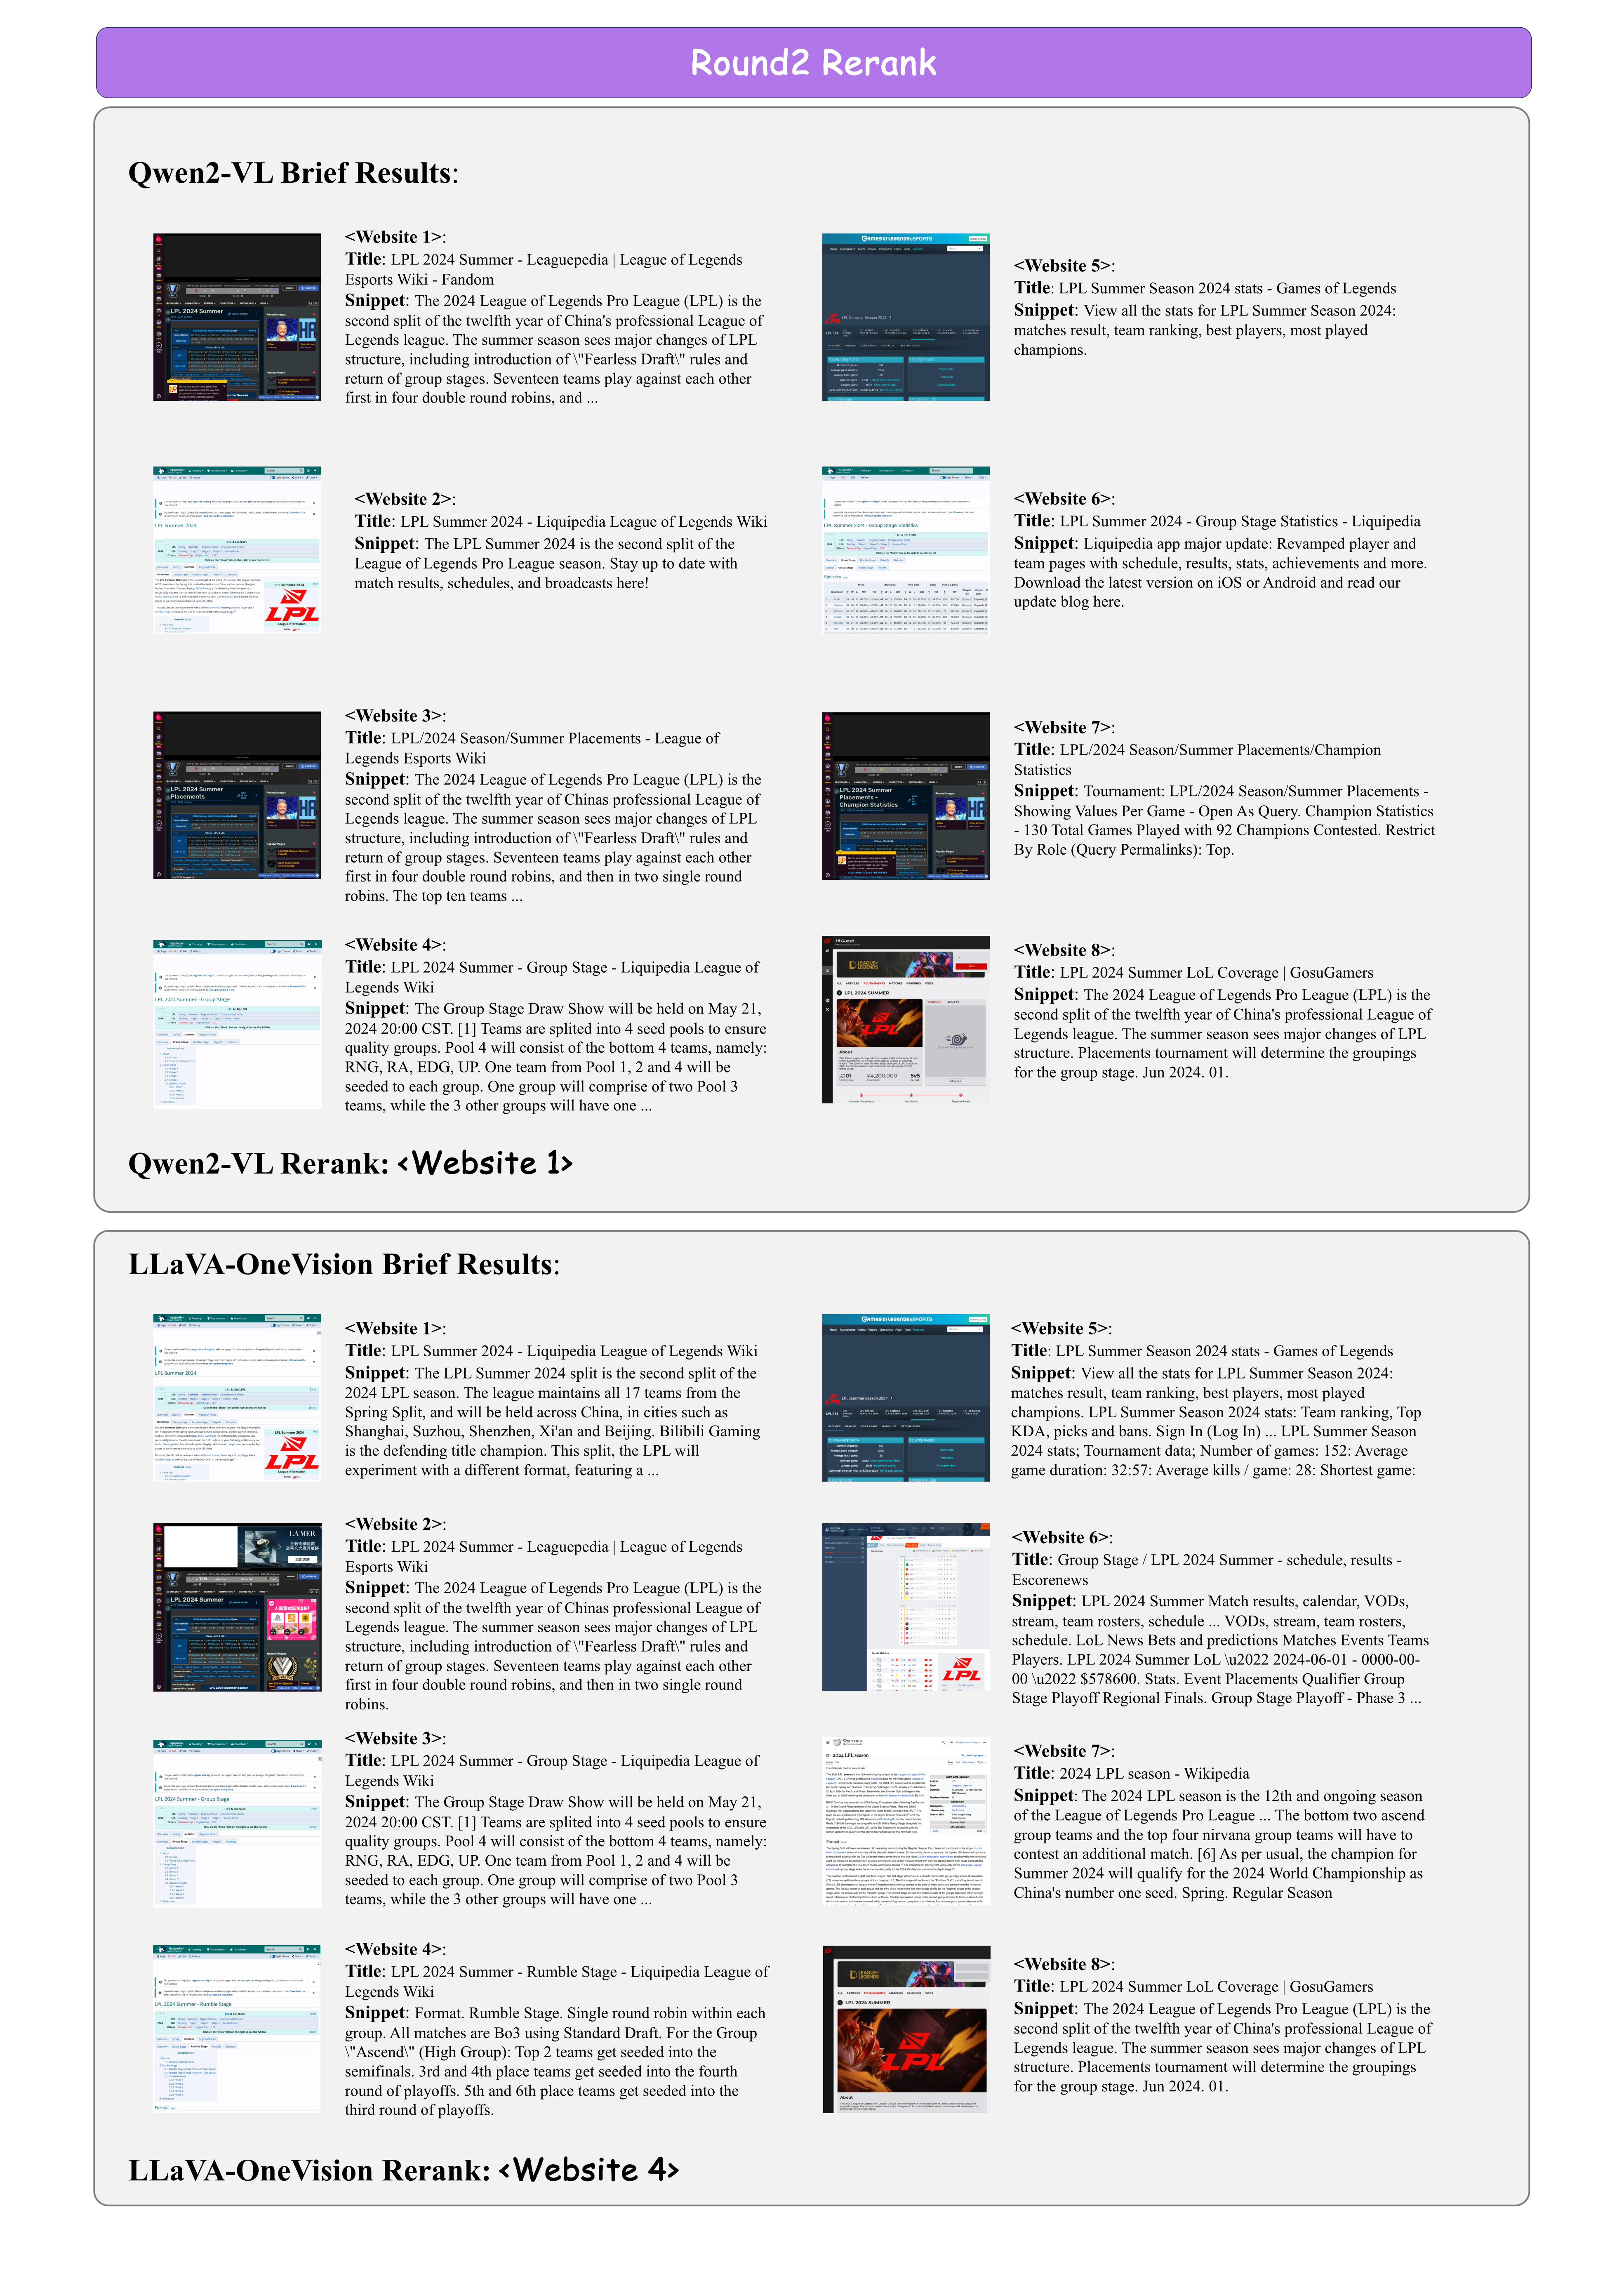 Round2 Rerank
Qwen2-VL Brief Results:
<Website 1>:
Title: LPL 2024 Summer - Leaguepedia | League of Legends
Esports Wiki - Fandom
Snippet: The 2024 League of Legends Pro League (LPL) is the
second split of the twelfth year of China's professional League of
Legends league. The summer season sees major changes of LPL
structure, including introduction of \"Fearless Draft\" rules and
return of group stages. Seventeen teams play against each other
first in four double round robins, and ...
<Website 2>:
Title: LPL Summer 2024 - Liquipedia League of Legends Wiki
Snippet: The LPL Summer 2024 is the second split of the
League of Legends Pro League season. Stay up to date with
match results, schedules, and broadcasts here!
<Website 3>:
Title: LPL/2024 Season/Summer Placements - League of
Legends Esports Wiki
Snippet: The 2024 League of Legends Pro League (LPL) is the
second split of the twelfth year of Chinas professional League of
Legends league. The summer season sees major changes of LPL
structure, including introduction of \"Fearless Draft\" rules and
return of group stages. Seventeen teams play against each other
first in four double round robins, and then in two single round
robins. The top ten teams ...
<Website 4>:
Title: LPL 2024 Summer - Group Stage - Liquipedia League of
Legends Wiki
Snippet: The Group Stage Draw Show will be held on May 21,
2024 20:00 CST. [1] Teams are splited into 4 seed pools to ensure
quality groups. Pool 4 will consist of the bottom 4 teams, namely:
RNG, RA, EDG, UP. One team from Pool 1, 2 and 4 will be
seeded to each group. One group will comprise of two Pool 3
teams, while the 3 other groups will have one ...
<Website 5>:
Title: LPL Summer Season 2024 stats - Games of Legends
Snippet: View all the stats for LPL Summer Season 2024:
matches result, team ranking, best players, most played
champions.
<Website 6>:
Title: LPL Summer 2024 - Group Stage Statistics - Liquipedia
Snippet: Liquipedia app major update: Revamped player and
team pages with schedule, results, stats, achievements and more.
Download the latest version on iOS or Android and read our
update blog here.
<Website 7>:
Title: LPL/2024 Season/Summer Placements/Champion
Statistics
Snippet: Tournament: LPL/2024 Season/Summer Placements -
Showing Values Per Game - Open As Query. Champion Statistics
- 130 Total Games Played with 92 Champions Contested. Restrict
By Role (Query Permalinks): Top.
<Website 8>:
Title: LPL 2024 Summer LoL Coverage | GosuGamers
Snippet: The 2024 League of Legends Pro League (LPL) is the
second split of the twelfth year of China's professional League of
Legends league. The summer season sees major changes of LPL
structure. Placements tournament will determine the groupings
for the group stage. Jun 2024. 01.
Qwen2-VL Rerank: <Website 1>
LLaVA-OneVision Brief Results:
<Website 1>:
Title: LPL Summer 2024 - Liquipedia League of Legends Wiki
Snippet: The LPL Summer 2024 split is the second split of the
2024 LPL season. The league maintains all 17 teams from the
Spring Split, and will be held across China, in cities such as
Shanghai, Suzhou, Shenzhen, Xi'an and Beijing. Bilibili Gaming
is the defending title champion. This split, the LPL will
experiment with a different format, featuring a ...
<Website 2>:
Title: LPL 2024 Summer - Leaguepedia | League of Legends
Esports Wiki
Snippet: The 2024 League of Legends Pro League (LPL) is the
second split of the twelfth year of Chinas professional League of
Legends league. The summer season sees major changes of LPL
structure, including introduction of \"Fearless Draft\" rules and
return of group stages. Seventeen teams play against each other
first in four double round robins, and then in two single round
robins.
<Website 3>:
Title: LPL 2024 Summer - Group Stage - Liquipedia League of
Legends Wiki
Snippet: The Group Stage Draw Show will be held on May 21,
2024 20:00 CST. [1] Teams are splited into 4 seed pools to ensure
quality groups. Pool 4 will consist of the bottom 4 teams, namely:
RNG, RA, EDG, UP. One team from Pool 1, 2 and 4 will be
seeded to each group. One group will comprise of two Pool 3
teams, while the 3 other groups will have one ...
<Website 4>:
Title: LPL 2024 Summer - Rumble Stage - Liquipedia League of
Legends Wiki
Snippet: Format. Rumble Stage. Single round robin within each
group. All matches are Bo3 using Standard Draft. For the Group
\"Ascend\" (High Group): Top 2 teams get seeded into the
semifinals. 3rd and 4th place teams get seeded into the fourth
round of playoffs. 5th and 6th place teams get seeded into the
third round of playoffs.
<Website 5>:
Title: LPL Summer Season 2024 stats - Games of Legends
Snippet: View all the stats for LPL Summer Season 2024:
matches result, team ranking, best players, most played
champions. LPL Summer Season 2024 stats: Team ranking, Top
KDA, picks and bans. Sign In (Log In) ... LPL Summer Season
2024 stats; Tournament data; Number of games: 152: Average
game duration: 32:57: Average kills / game: 28: Shortest game:
<Website 6>:
Title: Group Stage / LPL 2024 Summer - schedule, results -
Escorenews
Snippet: LPL 2024 Summer Match results, calendar, VODs,
stream, team rosters, schedule ... VODs, stream, team rosters,
schedule. LoL News Bets and predictions Matches Events Teams
Players. LPL 2024 Summer LoL \u2022 2024-06-01 - 0000-00-
00 \u2022 $578600. Stats. Event Placements Qualifier Group
Stage Playoff Regional Finals. Group Stage Playoff - Phase 3 ...
<Website 7>:
Title: 2024 LPL season - Wikipedia
Snippet: The 2024 LPL season is the 12th and ongoing season
of the League of Legends Pro League ... The bottom two ascend
group teams and the top four nirvana group teams will have to
contest an additional match. [6] As per usual, the champion for
Summer 2024 will qualify for the 2024 World Championship as
China's number one seed. Spring. Regular Season
<Website 8>:
Title: LPL 2024 Summer LoL Coverage | GosuGamers
Snippet: The 2024 League of Legends Pro League (LPL) is the
second split of the twelfth year of China's professional League of
Legends league. The summer season sees major changes of LPL
structure. Placements tournament will determine the groupings
for the group stage. Jun 2024. 01.
LLaVA-OneVision Rerank: <Website 4>